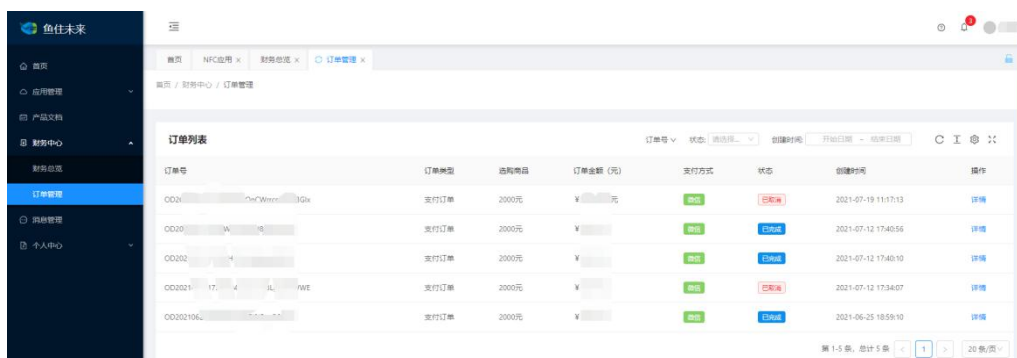 鱼住未来
3
首页 NFC应用 × 财务总览 × 订单管理 ×
首页
首页 / 财务中心 / 订单管理
应用管理
产品文档
财务中心
财务总览
订单管理
消息管理
个人中心
订单列表 订单号 状态: 请选择... 创建时间: 开始日期 ~ 结束日期
订单号 订单类型 选购商品 订单金额（元） 支付方式 状态 创建时间 操作
支付订单 2000元 ¥ 元 微信 已取消 2021-07-19 11:17:13 详情
OD20 支付订单 2000元 ¥ 微信 已完成 2021-07-12 17:40:56 详情
OD202 支付订单 2000元 ¥ 微信 已完成 2021-07-12 17:40:10 详情
OD2021 支付订单 2000元 ¥ 微信 已取消 2021-07-12 17:34:07 详情
OD202106 支付订单 2000元 ¥ 微信 已完成 2021-06-25 18:59:10 详情
第 1-5 条，总计 5 条 < 1 > 20 条/页